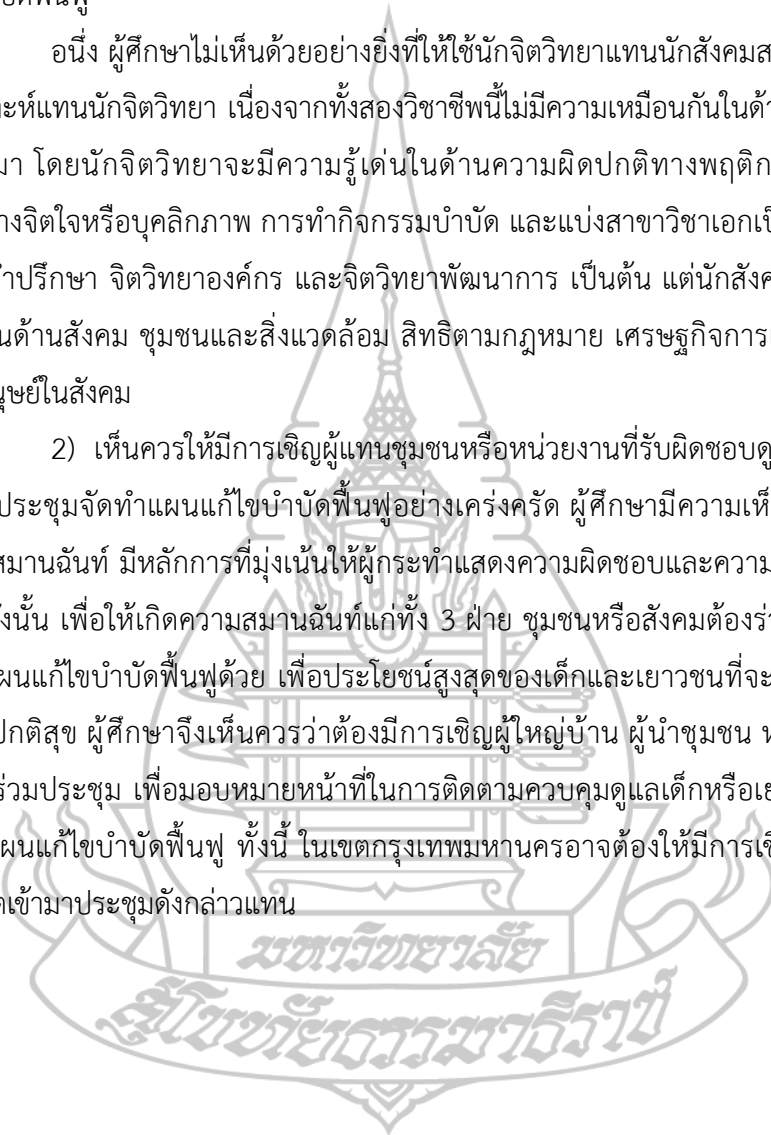 อนึ่ง ผู้ศึกษาไม่เห็นด้วยอย่างยิ่งที่ให้ใช้นักจิตวิทยาแทนนักสังคมส
ะห์แทนนักจิตวิทยา เนื่องจากทั้งสองวิชาชีพนี้ไม่มีความเหมือนกันในด้า
มา โดยนักจิตวิทยาจะมีความรู้เด่นในด้านความผิดปกติทางพฤติก
างจิตใจหรือบุคลิกภาพ การทำกิจกรรมบำบัด และแบ่งสาขาวิชาเอกเป็
ำปรึกษา จิตวิทยาองค์กร และจิตวิทยาพัฒนาการ เป็นต้น แต่นักสังค
นด้านสังคม ชุมชนและสิ่งแวดล้อม สิทธิตามกฎหมาย เศรษฐกิจการเ
นุษย์ในสังคม
2) เห็นควรให้มีการเชิญผู้แทนชุมชนหรือหน่วยงานที่รับผิดชอบดู
ประชุมจัดทำแผนแก้ไขบำบัดฟื้นฟูอย่างเคร่งครัด ผู้ศึกษามีความเห็
สมานฉันท์ มีหลักการที่มุ่งเน้นให้ผู้กระทำแสดงความผิดชอบและความ
ังนั้น เพื่อให้เกิดความสมานฉันท์แก่ทั้ง 3 ฝ่าย ชุมชนหรือสังคมต้องร่ว
ผนแก้ไขบำบัดฟื้นฟูด้วย เพื่อประโยชน์สูงสุดของเด็กและเยาวชนที่จะ
ปกติสุข ผู้ศึกษาจึงเห็นควรว่าต้องมีการเชิญผู้ใหญ่บ้าน ผู้นำชุมชน ห
ร่วมประชุม เพื่อมอบหมายหน้าที่ในการติดตามควบคุมดูแลเด็กหรือเย
ผนแก้ไขบำบัดฟื้นฟู ทั้งนี้ ในเขตกรุงเทพมหานครอาจต้องให้มีการเชิ
ดเข้ามาประชุมดังกล่าวแทน
มหาวิทยาลัย
สุโขทัยธรรมาธิราช